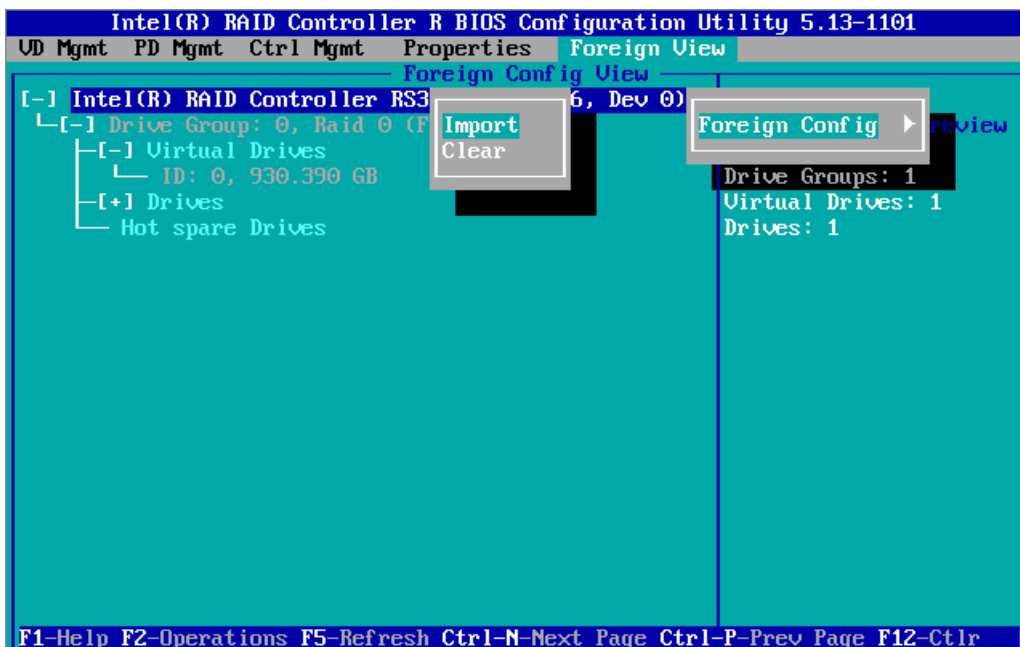 Intel(R) RAID Controller R BIOS Configuration Utility 5.13-1101
VD Mgmt PD Mgmt Ctrl Mgmt Properties Foreign View
Foreign Config View
[-] Intel(R) RAID Controller RS3 6, Dev 0)
[-] Drive Group: 0, Raid 0 (F
[-] Virtual Drives
ID: 0, 930.390 GB
[+] Drives
Hot spare Drives
Import
Clear
Foreign Config
review
Drive Groups: 1
Virtual Drives: 1
Drives: 1
F1-Help F2-Operations F5-Refresh Ctrl-N-Next Page Ctrl-P-Prev Page F12-Ctlr